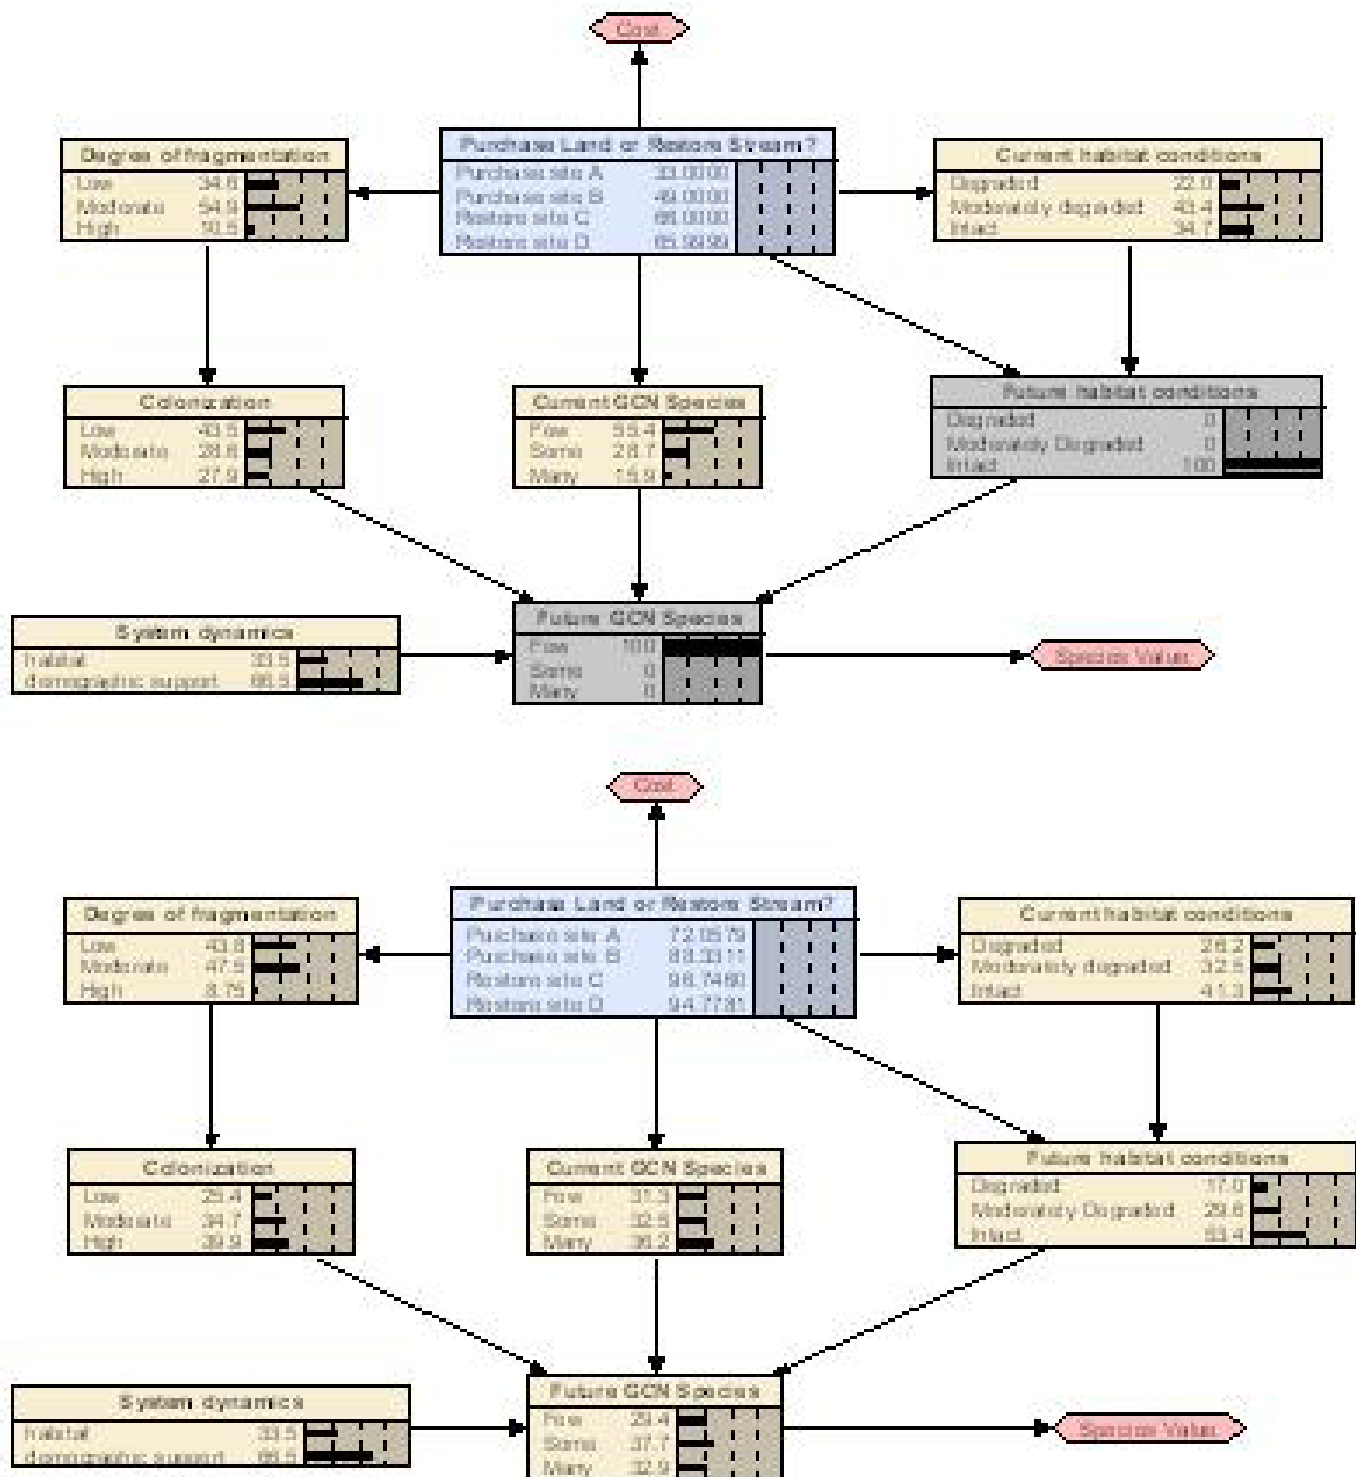 Cost
Degree of fragmentation
Low 34.6
Moderate 54.9
High 10.5
Purchase Land or Restore Stream?
Purchase site A 33.0000
Purchase site B 49.0000
Restore site C 66.0000
Restore site D 65.9999
Current habitat conditions
Degraded 22.0
Moderately degraded 43.4
Intact 34.7
Colonization
Low 43.5
Moderate 28.6
High 27.9
Current GCN Species
Few 55.4
Some 28.7
Many 15.9
Future habitat conditions
Degraded 0
Moderately Degraded 0
Intact 100
System dynamics
habitat 33.5
demographic support 66.5
Future GCN Species
Few 100
Some 0
Many 0
Species Value
Cost
Degree of fragmentation
Low 43.8
Moderate 47.5
High 8.75
Purchase Land or Restore Stream?
Purchase site A 72.0579
Purchase site B 88.3311
Restore site C 96.7460
Restore site D 94.7781
Current habitat conditions
Degraded 26.2
Moderately degraded 32.5
Intact 41.3
Colonization
Low 25.4
Moderate 34.7
High 39.9
Current GCN Species
Few 31.3
Some 32.5
Many 36.2
Future habitat conditions
Degraded 17.0
Moderately Degraded 29.6
Intact 53.4
System dynamics
habitat 33.5
demographic support 66.5
Future GCN Species
Few 29.4
Some 37.7
Many 32.9
Species Value